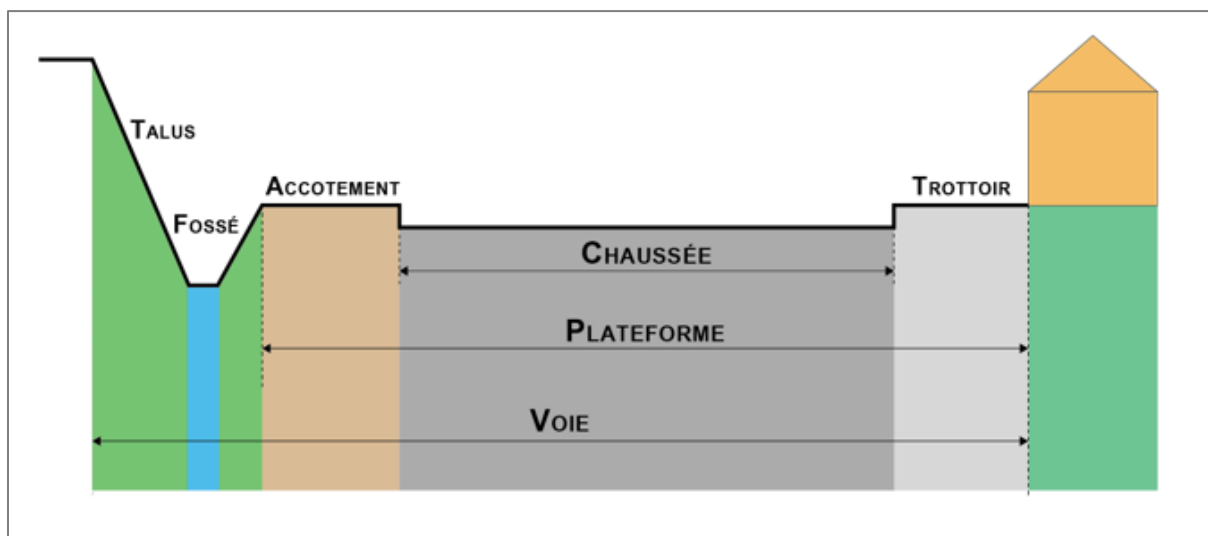 TALUS
ACCOTEMENT
TROTTOIR
FOSSÉ
CHAUSSÉE
PLATEFORME
VOIE